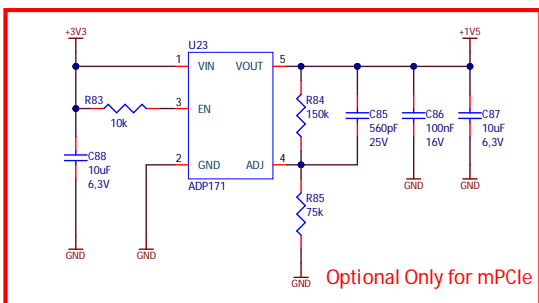 +3V3
+1V5
U23
1
VIN
VOUT
5
R83
10k
3
EN
R84
150k
C85
560pF
25V
C86
100nF
16V
C87
10uF
6,3V
C88
10uF
6,3V
2
GND
ADJ
4
ADP171
R85
75k
GND
GND
GND
GND
GND
Optional Only for mPCIe